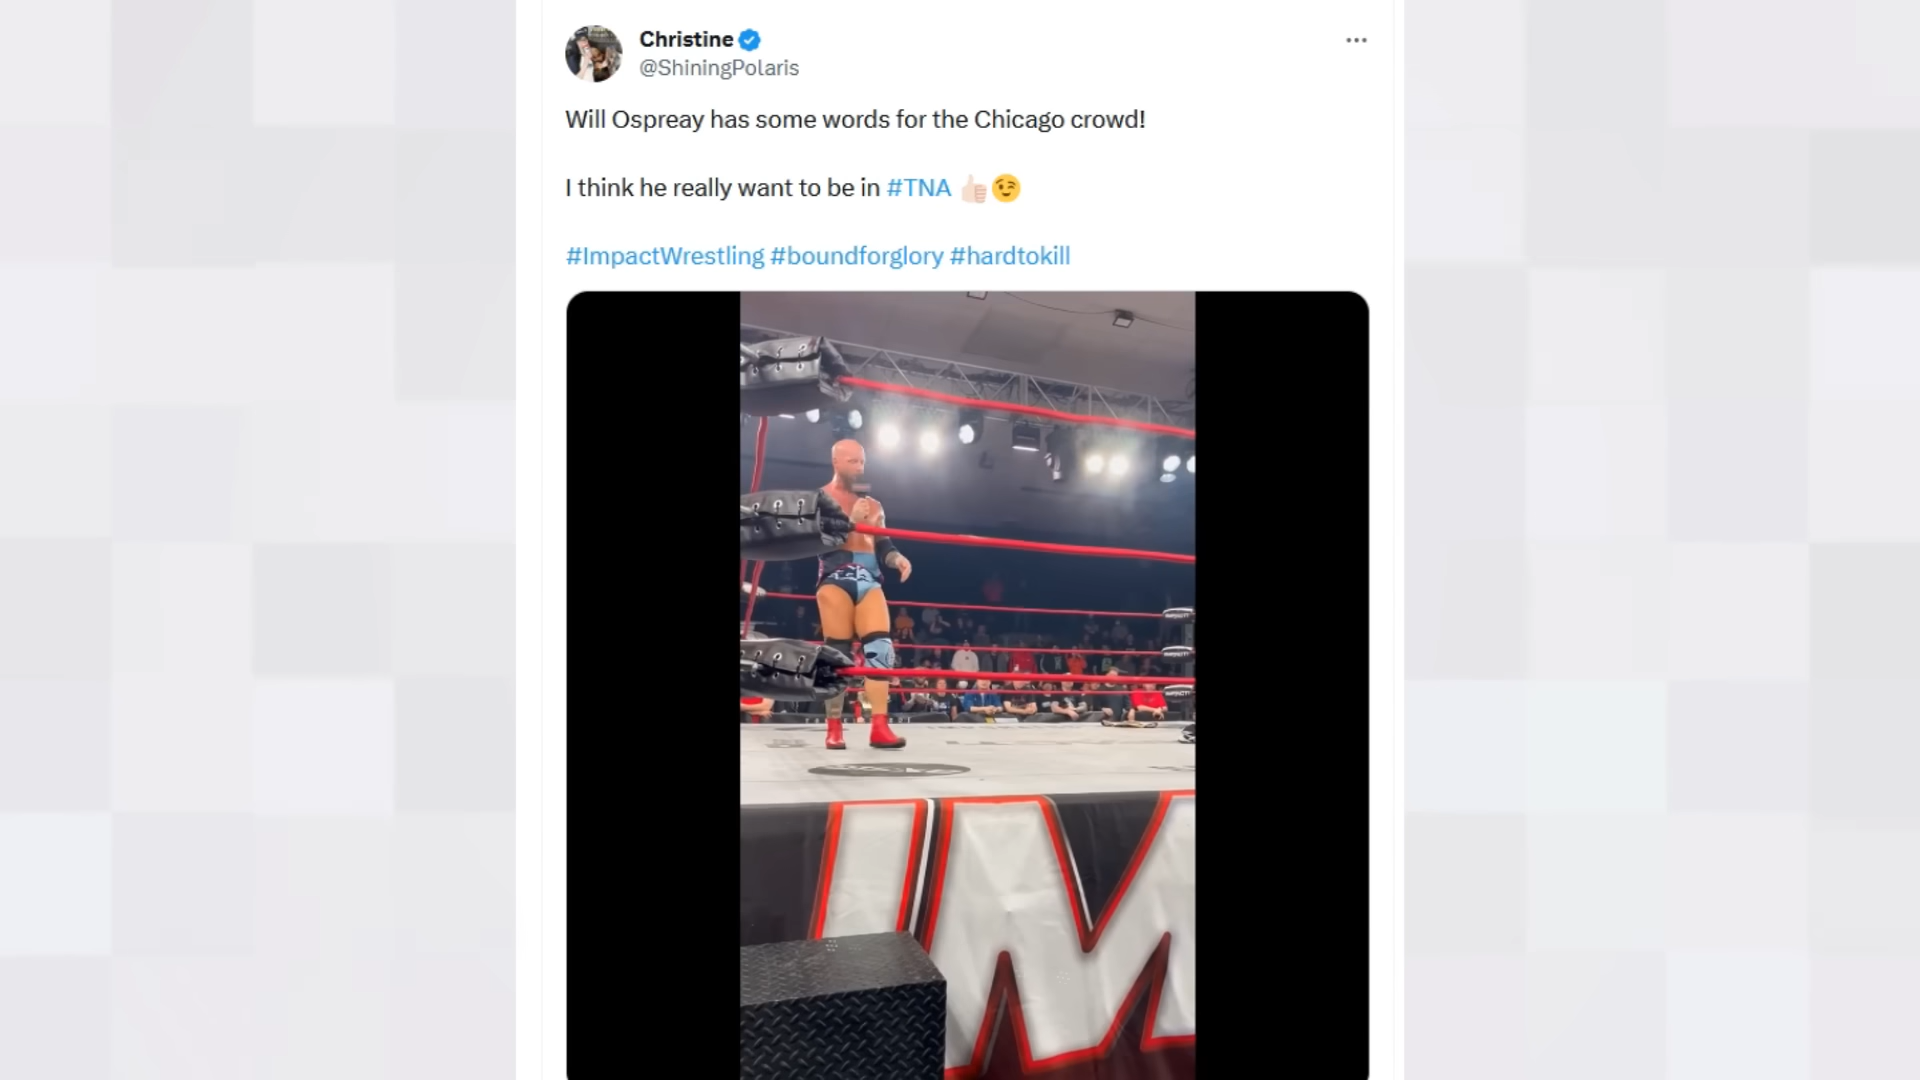 Christine
@ShiningPolaris
Will Ospreay has some words for the Chicago crowd!
I think he really want to be in #TNA 👍🏻😉
#ImpactWrestling #boundforglory #hardtokill
IM